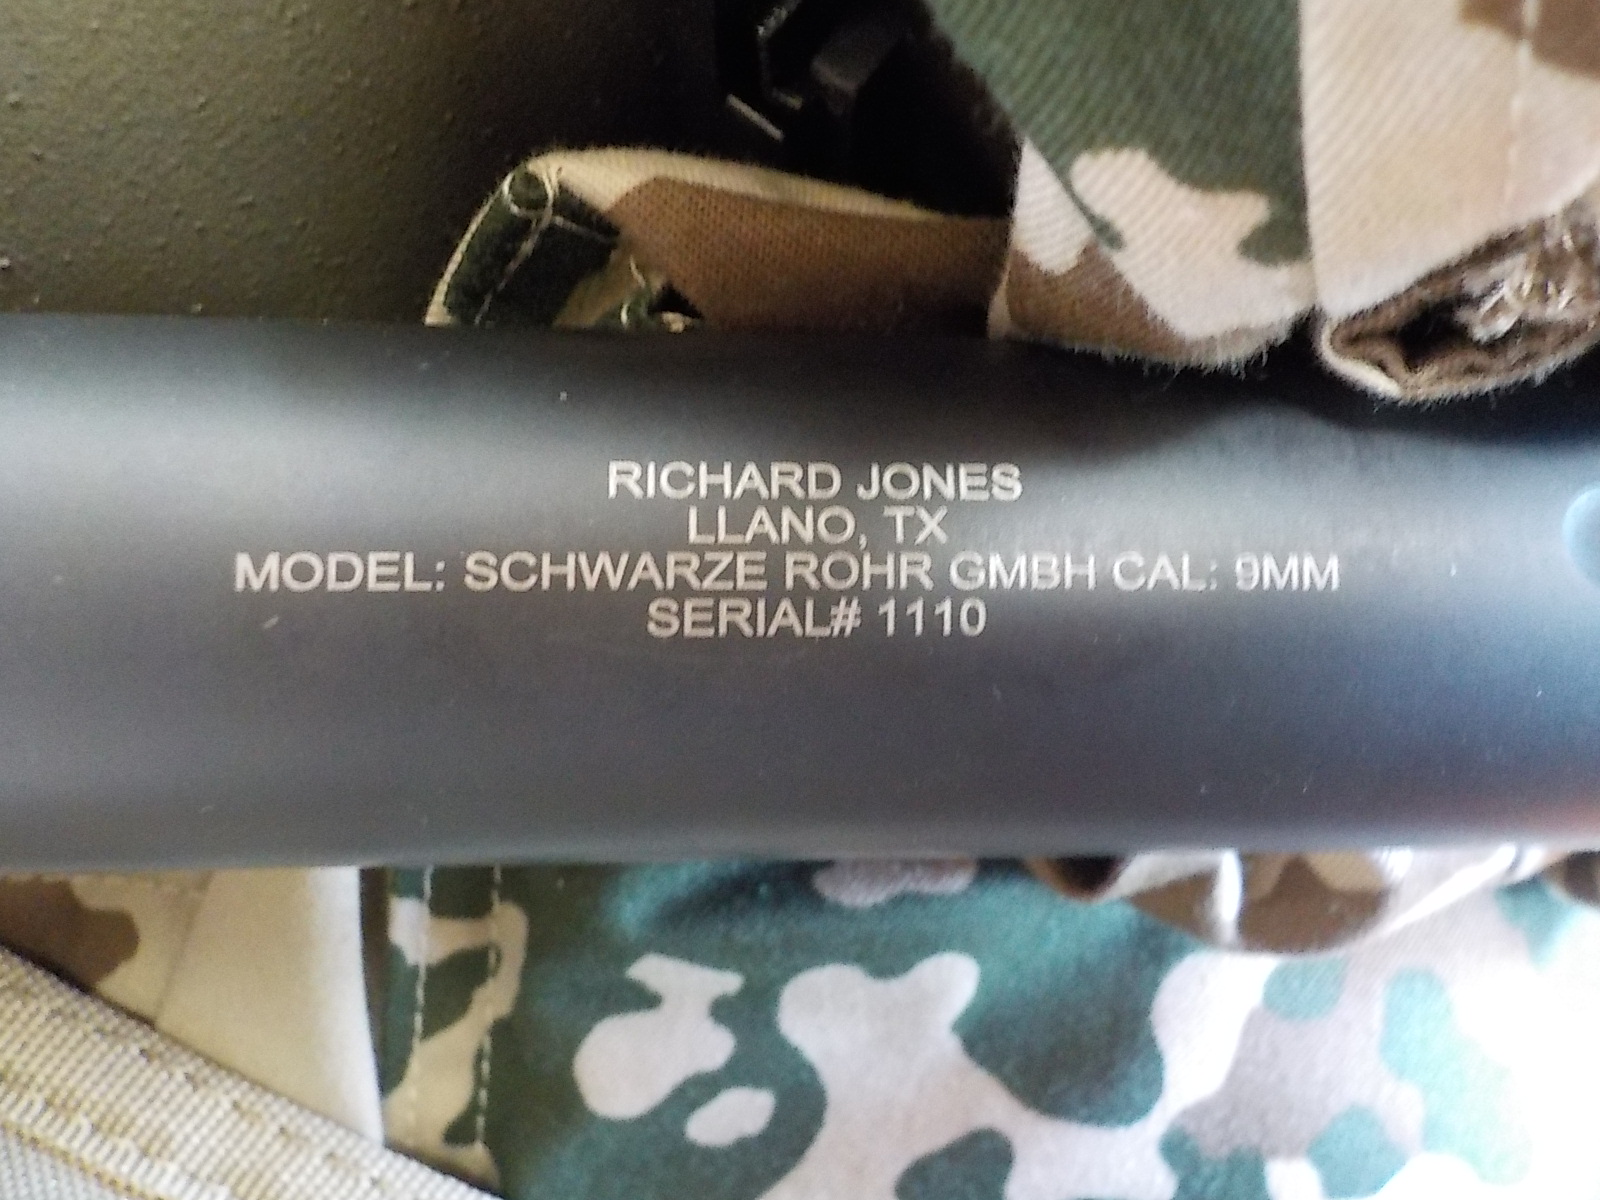 RICHARD JONES
LLANO, TX
MODEL: SCHWARZE ROHR GMBH CAL: 9MM
SERIAL# 1110